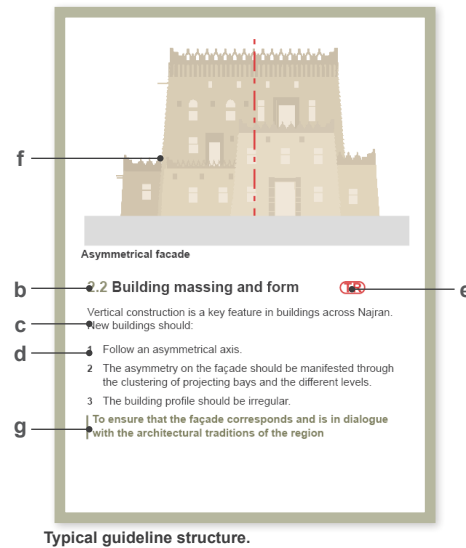 f
Asymmetrical facade
b
2.2 Building massing and form
TR
e
c
Vertical construction is a key feature in buildings across Najran.
New buildings should:
d
1 Follow an asymmetrical axis.
2 The asymmetry on the façade should be manifested through
the clustering of projecting bays and the different levels.
3 The building profile should be irregular.
g
To ensure that the façade corresponds and is in dialogue
with the architectural traditions of the region
Typical guideline structure.